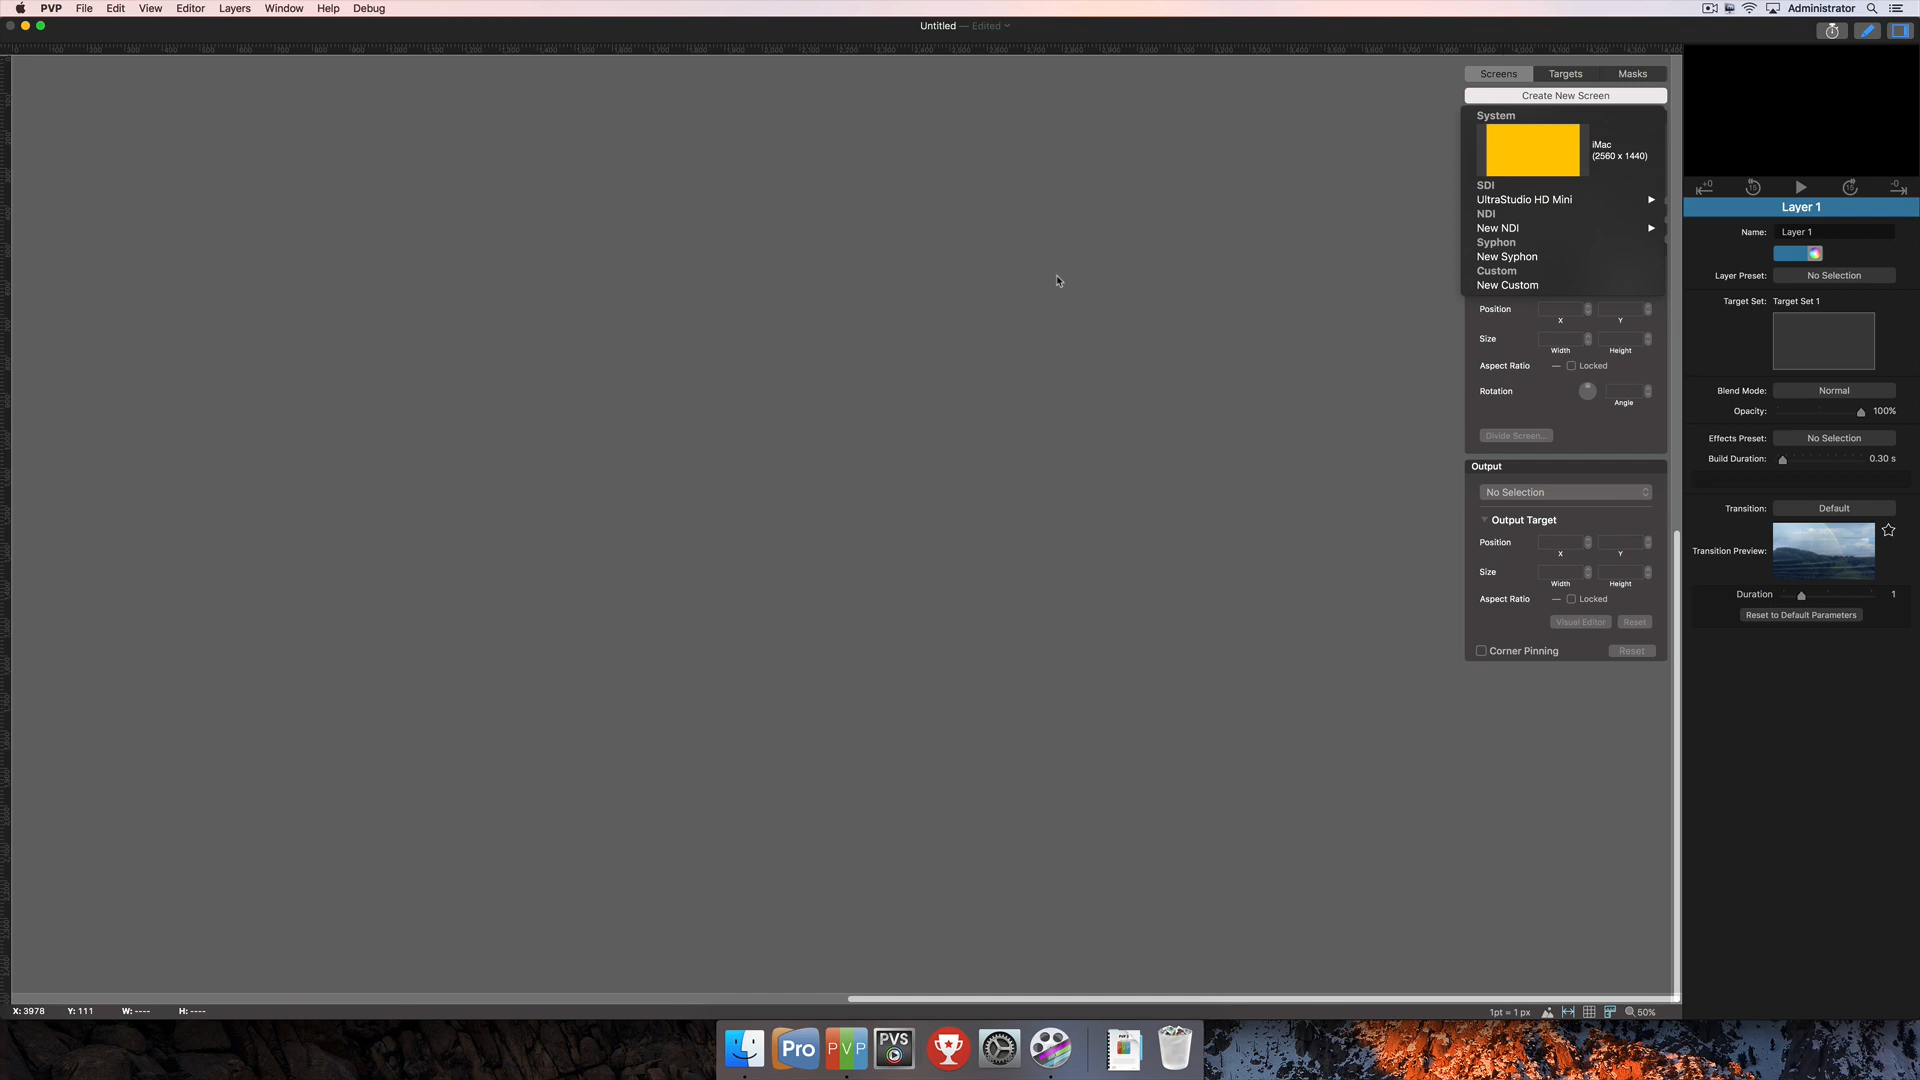 PVP File Edit View Editor Layers Window Help Debug Administrator
Untitled — Edited
Screens Targets Masks
Create New Screen
System
iMac
(2560 x 1440)
SDI
UltraStudio HD Mini
NDI
New NDI
Syphon
New Syphon
Custom
New Custom
Position
X Y
Size
Width Height
Aspect Ratio — Locked
Rotation
Angle
Divide Screen...
Output
No Selection
Output Target
Position
X Y
Size
Width Height
Aspect Ratio — Locked
Visual Editor Reset
Corner Pinning Reset
+0 15 15 -0
Layer 1
Name: Layer 1
Layer Preset: No Selection
Target Set: Target Set 1
Blend Mode: Normal
Opacity: 100%
Effects Preset: No Selection
Build Duration: 0.30 s
Transition: Default
Transition Preview:
Duration 1
Reset to Default Parameters
X: 3978 Y: 111 W: ---- H: ----
1pt = 1 px 50%
Pro PVP PVS